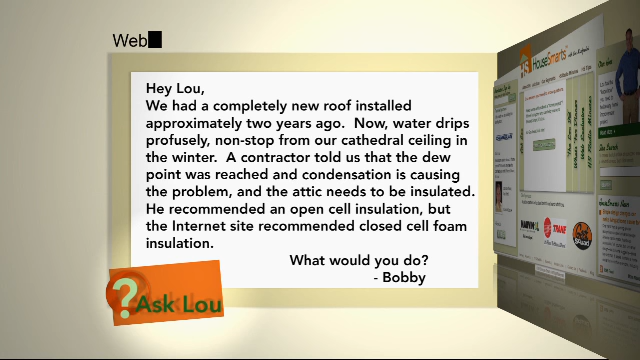 Web
Hey Lou,
We had a completely new roof installed
approximately two years ago. Now, water drips
profusely, non-stop from our cathedral ceiling in
the winter. A contractor told us that the dew
point was reached and condensation is causing
the problem, and the attic needs to be insulated.
He recommended an open cell insulation, but
the Internet site recommended closed cell foam
insulation.
What would you do?
- Bobby
? Ask Lou
HouseSmarts
TRANE